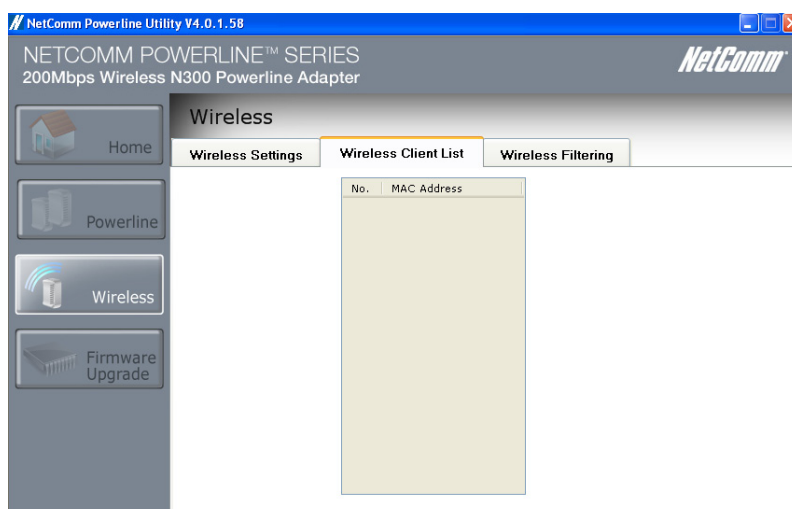 NetComm Powerline Utility V4.0.1.58
NETCOMM POWERLINE™ SERIES
200Mbps Wireless N300 Powerline Adapter
NetComm
Home
Powerline
Wireless
Firmware
Upgrade
Wireless
Wireless Settings
Wireless Client List
Wireless Filtering
No. MAC Address